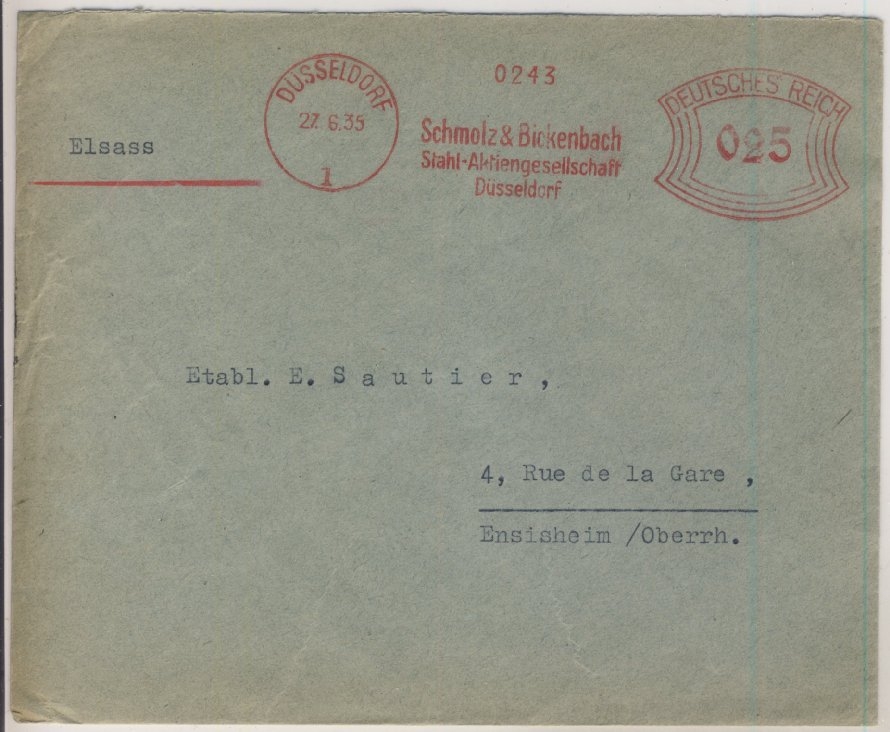 DÜSSELDORF
27.6.35
1
0243
Schmolz & Bickenbach
Stahl-Aktiengesellschaft
Düsseldorf
DEUTSCHES REICH
025
Elsass
Etabl. E. Sautier,
4, Rue de la Gare ,
Ensisheim /Oberrh.